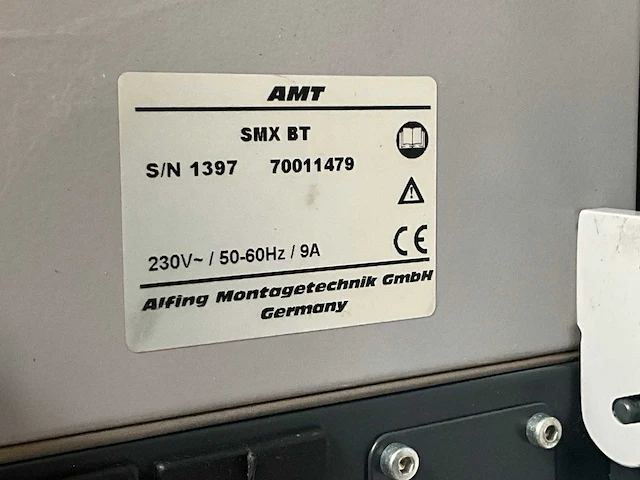 AMT
SMX BT
S/N 1397 70011479
230V~ / 50-60Hz / 9A
CE
Alfing Montagetechnik GmbH
Germany